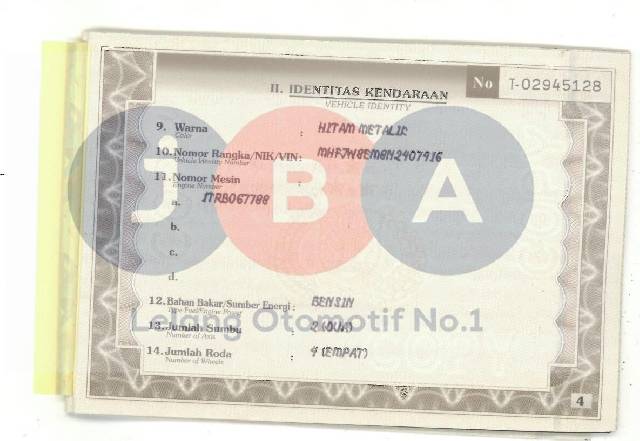 No T-02945128
II. IDENTITAS KENDARAAN
VEHICLE IDENTITY
9. Warna : HITAM METALIK
Color
10. Nomor Rangka/NIK/VIN :
Vehicle Identity Number
11. Nomor Mesin
Engine Number
a.
b.
c.
d.
12. Bahan Bakar/Sumber Energi : BENSIN
Type Fuel/Engine Power
13. Jumlah Sumbu : 2 (DUA)
Number of Axis
14. Jumlah Roda : 4 (EMPAT)
Number of Wheels
4
JBA
Lelang Otomotif No.1